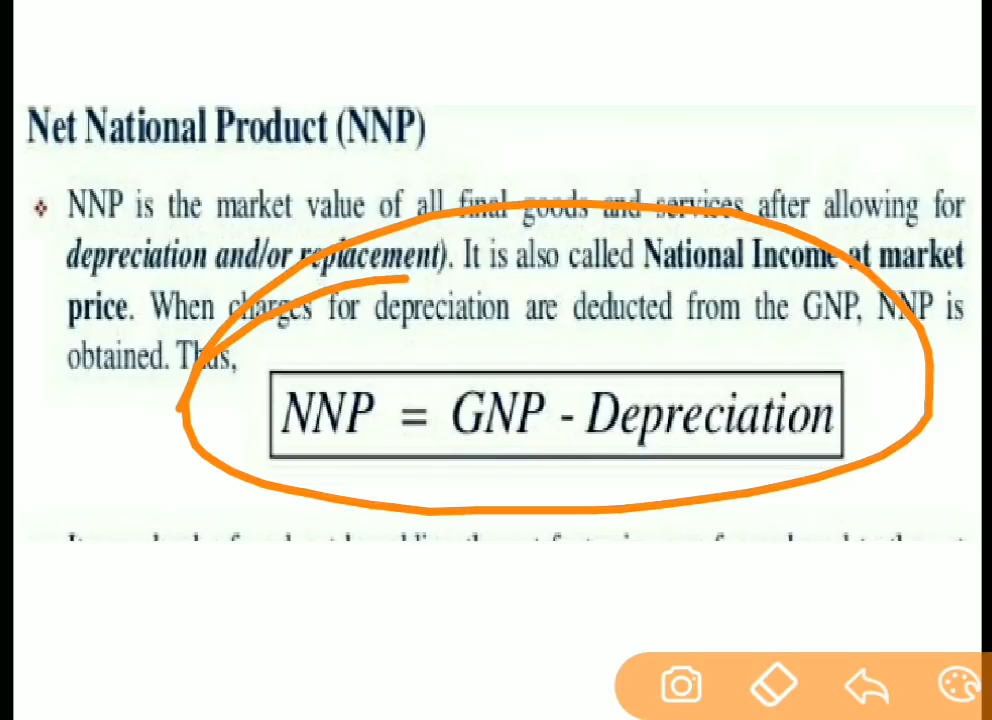 Net National Product (NNP)
❖ NNP is the market value of all final goods and services after allowing for
depreciation and/or replacement). It is also called National Income at market
price. When charges for depreciation are deducted from the GNP, NNP is
obtained. Thus,
NNP = GNP - Depreciation